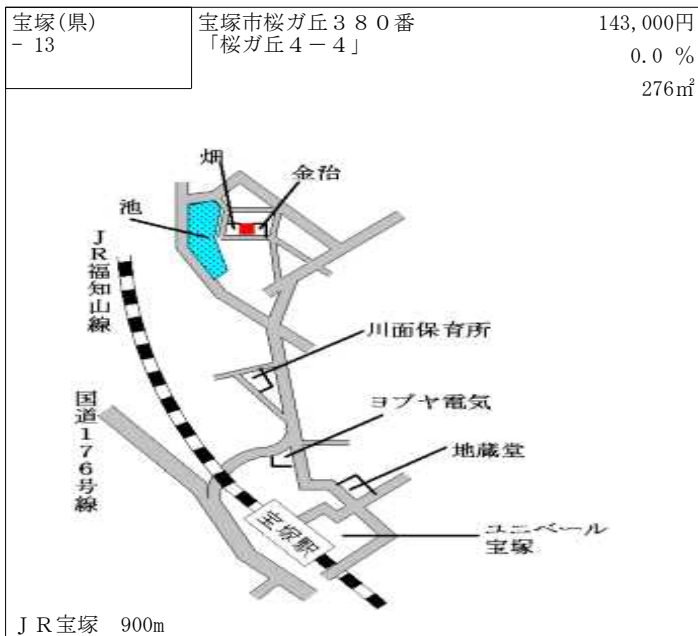 宝塚(県)
- 13
宝塚市桜ガ丘３８０番
「桜ガ丘４－４」
143,000円
0.0 %
276㎡
畑
金治
池
ＪＲ福知山線
川面保育所
ヨブヤ電気
国道176号線
地蔵堂
宝塚駅
ユニベール
宝塚
ＪＲ宝塚　900m